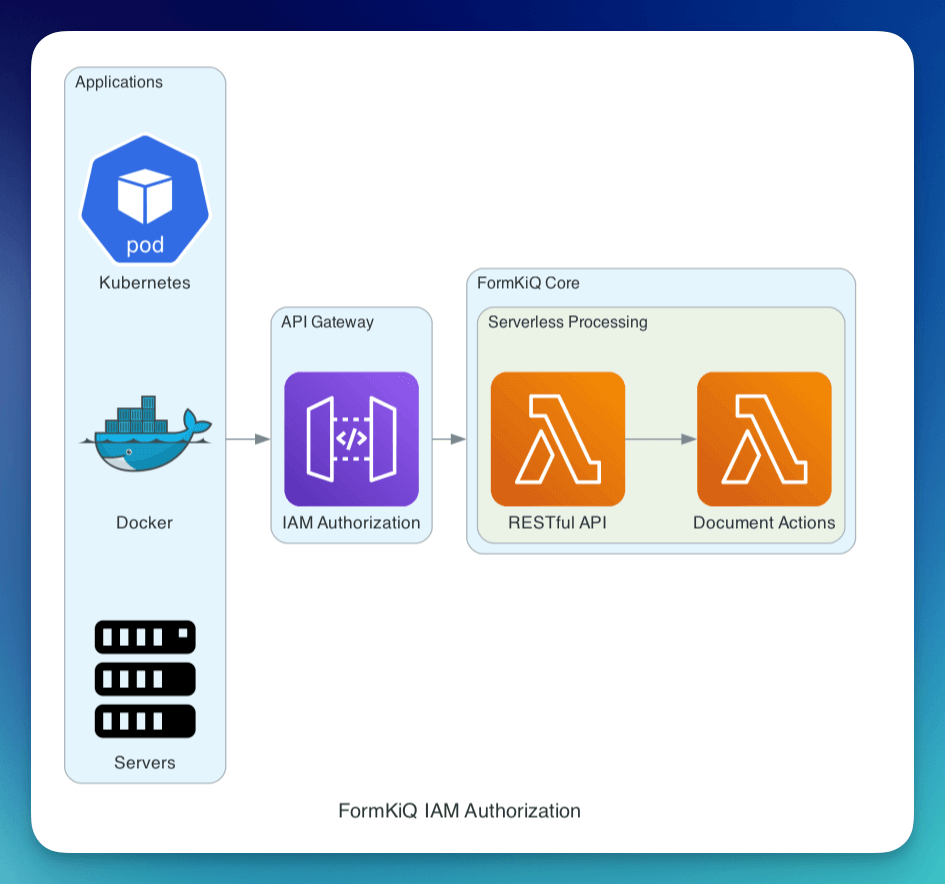 Applications
pod
Kubernetes
Docker
Servers
API Gateway
</>
IAM Authorization
FormKiQ Core
Serverless Processing
RESTful API
Document Actions
FormKiQ IAM Authorization